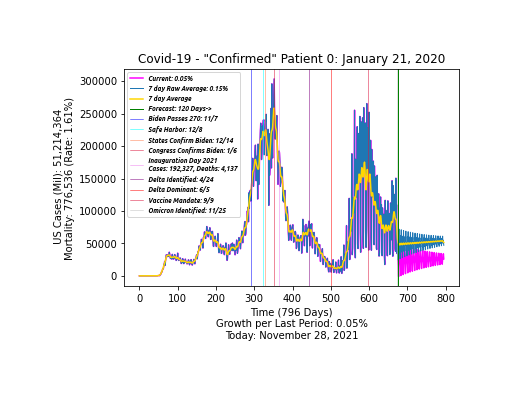 Covid-19 - "Confirmed" Patient 0: January 21, 2020
US Cases (Mil): 51,214,364
Mortality: 776,536 (Rate: 1.61%)
300000
250000
200000
150000
100000
50000
0
Current: 0.05%
7 day Raw Average: 0.15%
7 day Average
Forecast: 120 Days->
Biden Passes 270: 11/7
Safe Harbor: 12/8
States Confirm Biden: 12/14
Congress Confirms Biden: 1/6
Inauguration Day 2021
Cases: 192,327, Deaths: 4,137
Delta Identified: 4/24
Delta Dominant: 6/5
Vaccine Mandate: 9/9
Omicron Identified: 11/25
0 100 200 300 400 500 600 700 800
Time (796 Days)
Growth per Last Period: 0.05%
Today: November 28, 2021